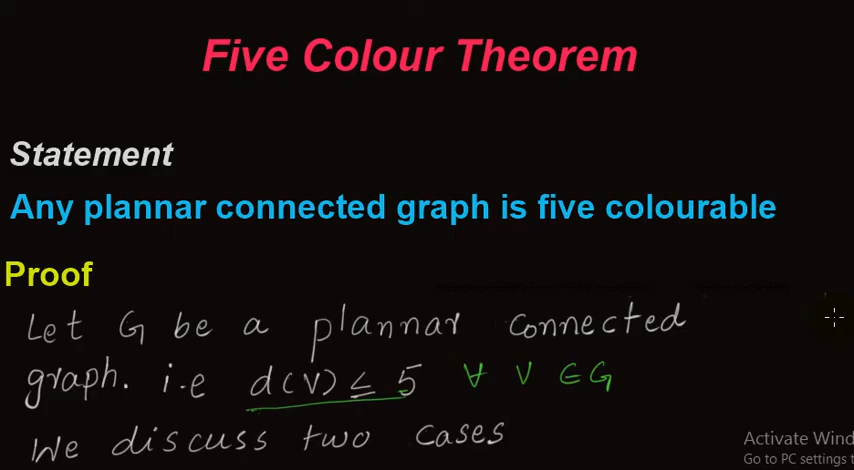 Five Colour Theorem
Statement
Any plannar connected graph is five colourable
Proof
Let G be a plannar connected
graph. i.e d(v) ≤ 5 ∀ v ∈ G
We discuss two cases
Activate Wind
Go to PC settings t